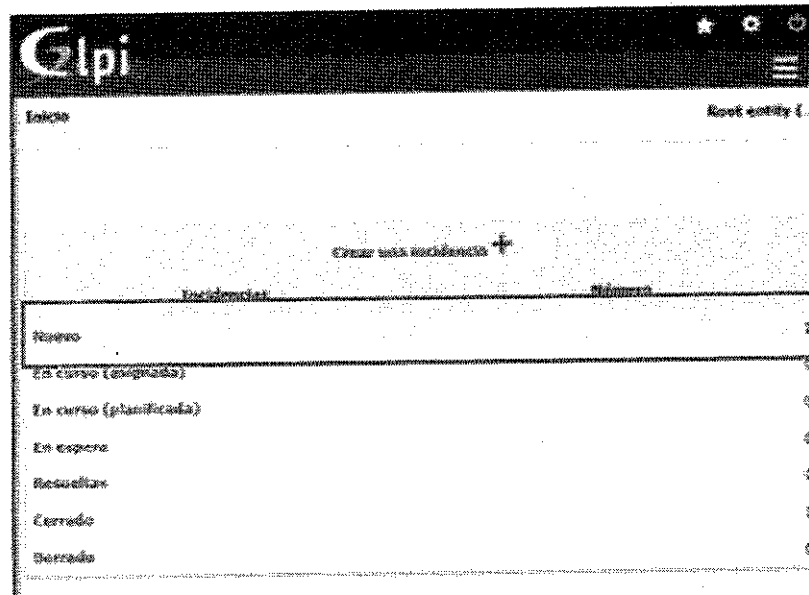 Glpi
Inicio Root entity (...
Crear una incidencia +
Incidencias Número
Nuevo
En curso (asignada)
En curso (planificada)
En espera
Resueltas
Cerrado
Borrado